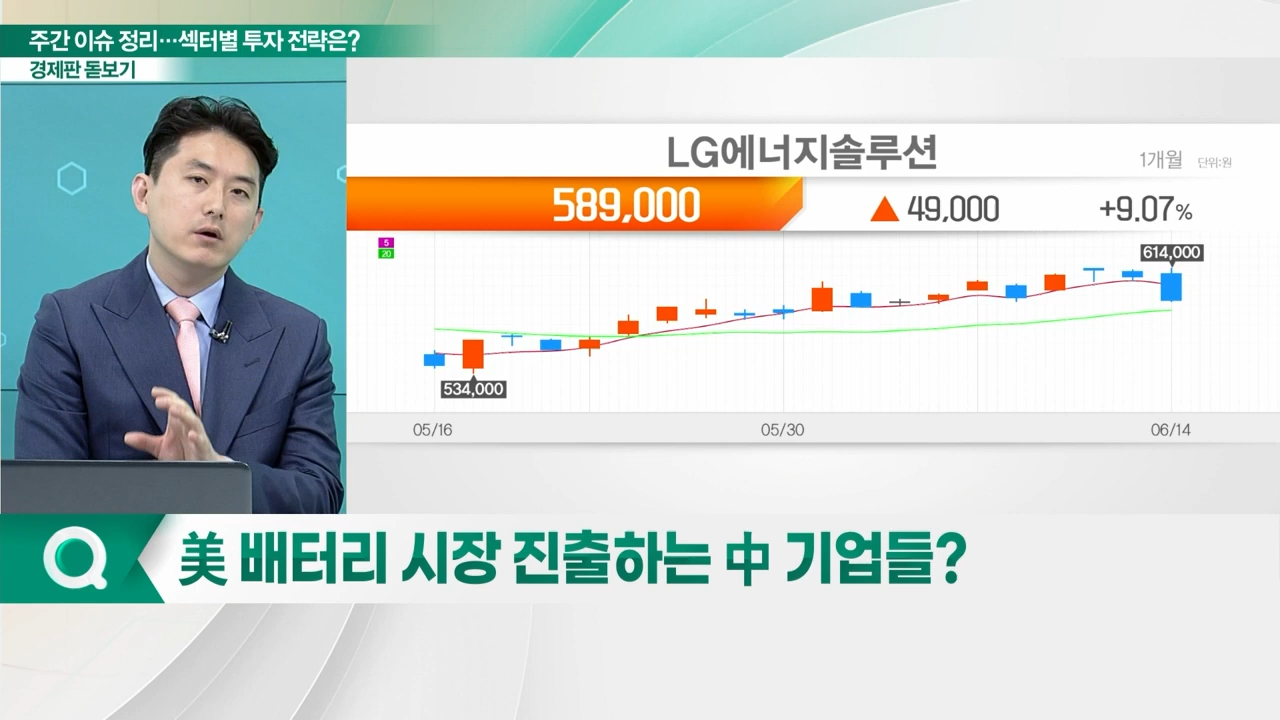 주간 이슈 정리…섹터별 투자 전략은?
경제판 돋보기
LG에너지솔루션
1개월 단위:원
589,000 ▲ 49,000 +9.07%
5
20
614,000
534,000
05/16 05/30 06/14
美 배터리 시장 진출하는 中 기업들?